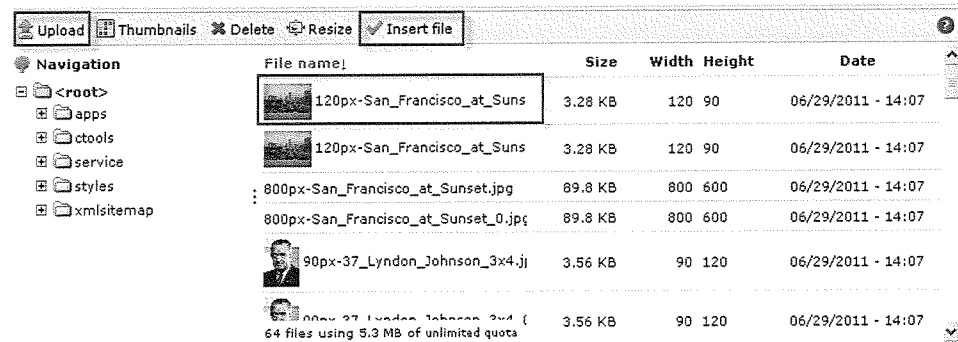 Upload Thumbnails Delete Resize Insert file
Navigation
<root>
apps
ctools
service
styles
xmlsitemap
File name Size Width Height Date
120px-San_Francisco_at_Suns 3.28 KB 120 90 06/29/2011 - 14:07
120px-San_Francisco_at_Suns 3.28 KB 120 90 06/29/2011 - 14:07
800px-San_Francisco_at_Sunset.jpg 89.8 KB 800 600 06/29/2011 - 14:07
800px-San_Francisco_at_Sunset_0.jpg 89.8 KB 800 600 06/29/2011 - 14:07
90px-37_Lyndon_Johnson_3x4.j 3.56 KB 90 120 06/29/2011 - 14:07
90px-37_Lyndon_Johnson_3x4_( 3.56 KB 90 120 06/29/2011 - 14:07
64 files using 5.3 MB of unlimited quota